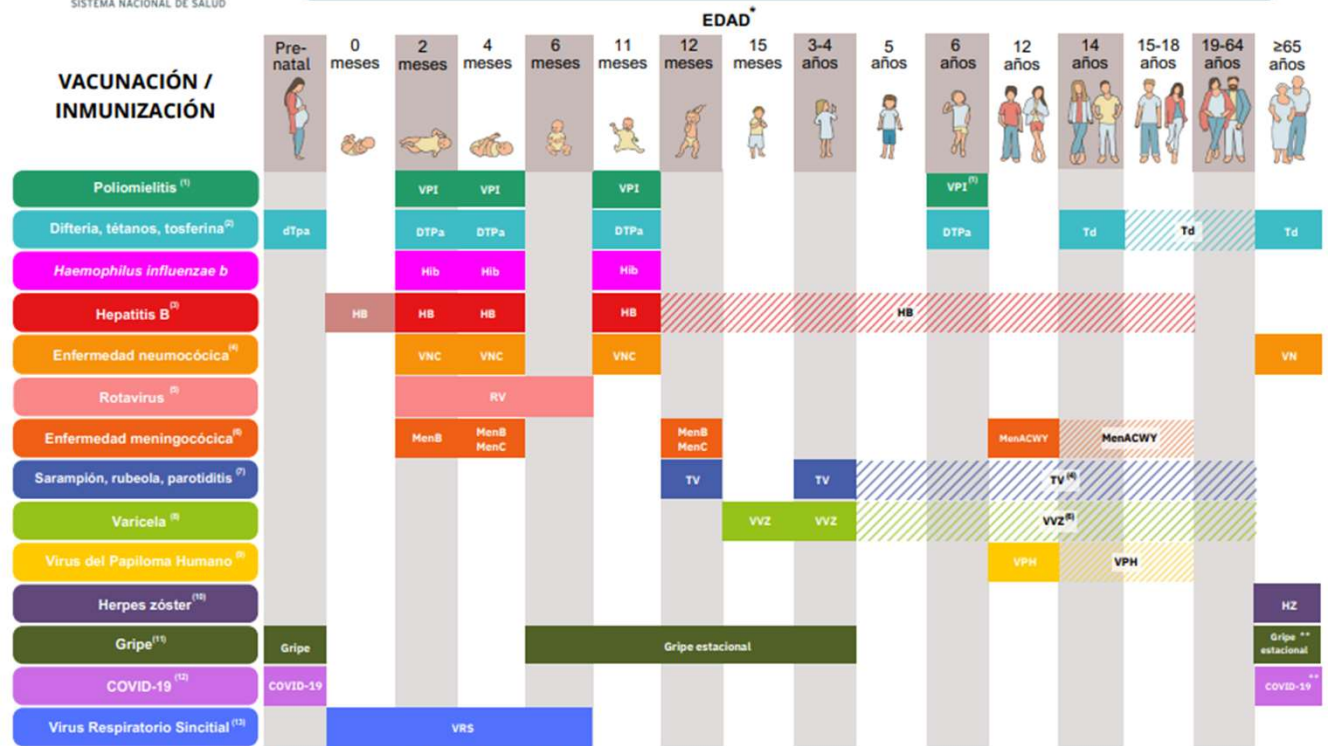 SISTEMA NACIONAL DE SALUD
EDAD*
VACUNACIÓN /
INMUNIZACIÓN
Pre-
natal
0
meses
2
meses
4
meses
6
meses
11
meses
12
meses
15
meses
3-4
años
5
años
6
años
12
años
14
años
15-18
años
19-64
años
≥65
años
Poliomielitis (1) VPI VPI VPI VPI(1)
Difteria, tétanos, tosferina(2) dTpa DTPa DTPa DTPa DTPa Td Td Td
Haemophilus influenzae b Hib Hib Hib
Hepatitis B(3) HB HB HB HB HB
Enfermedad neumocócica(4) VNC VNC VNC VN
Rotavirus (5) RV
Enfermedad meningocócica(6) MenB MenB
MenC MenB
MenC MenACWY MenACWY
Sarampión, rubeola, parotiditis (7) TV TV TV(4)
Varicela (8) VVZ VVZ VVZ(5)
Virus del Papiloma Humano(9) VPH VPH
Herpes zóster(10) HZ
Gripe(11) Gripe Gripe estacional Gripe **
estacional
COVID-19 (12) COVID-19 COVID-19**
Virus Respiratorio Sincitial (13) VRS